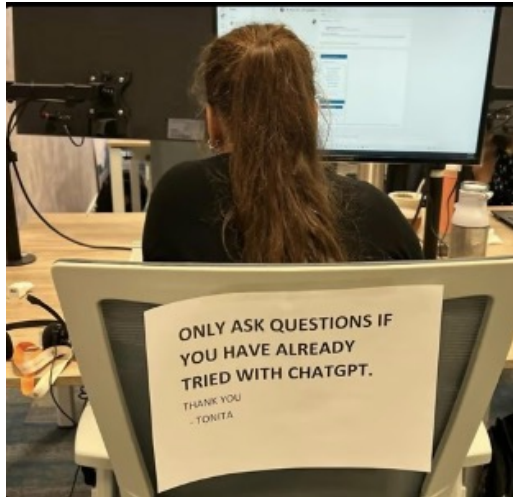 ONLY ASK QUESTIONS IF
YOU HAVE ALREADY
TRIED WITH CHATGPT.
THANK YOU
- TONITA